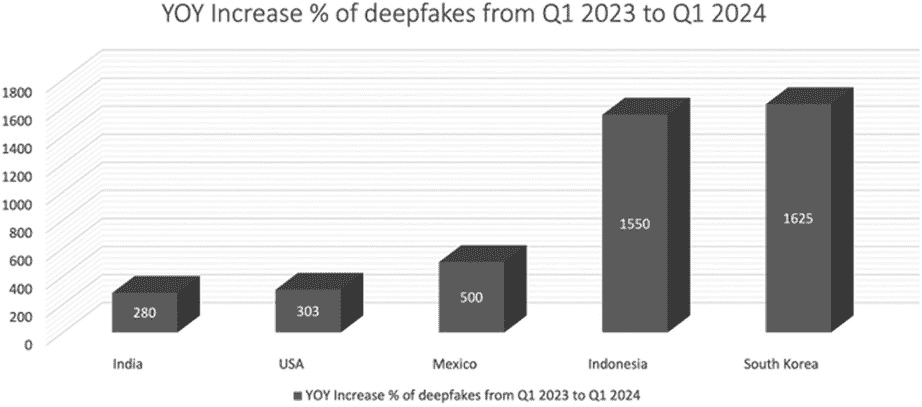 YOY Increase % of deepfakes from Q1 2023 to Q1 2024
1800
1600
1400
1200
1000
800
600
400
200
0
280
303
500
1550
1625
India
USA
Mexico
Indonesia
South Korea
YOY Increase % of deepfakes from Q1 2023 to Q1 2024